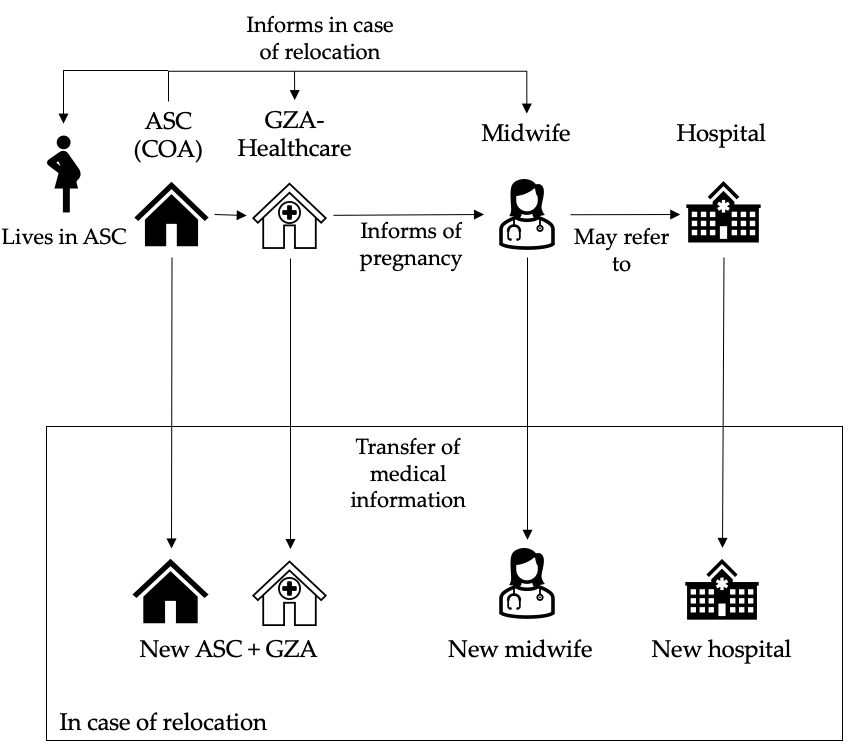 Informs in case
of relocation
ASC
(COA)
GZA-
Healthcare
Midwife
Hospital
Lives in ASC
Informs of
pregnancy
May refer
to
Transfer of
medical
information
New ASC + GZA
New midwife
New hospital
In case of relocation